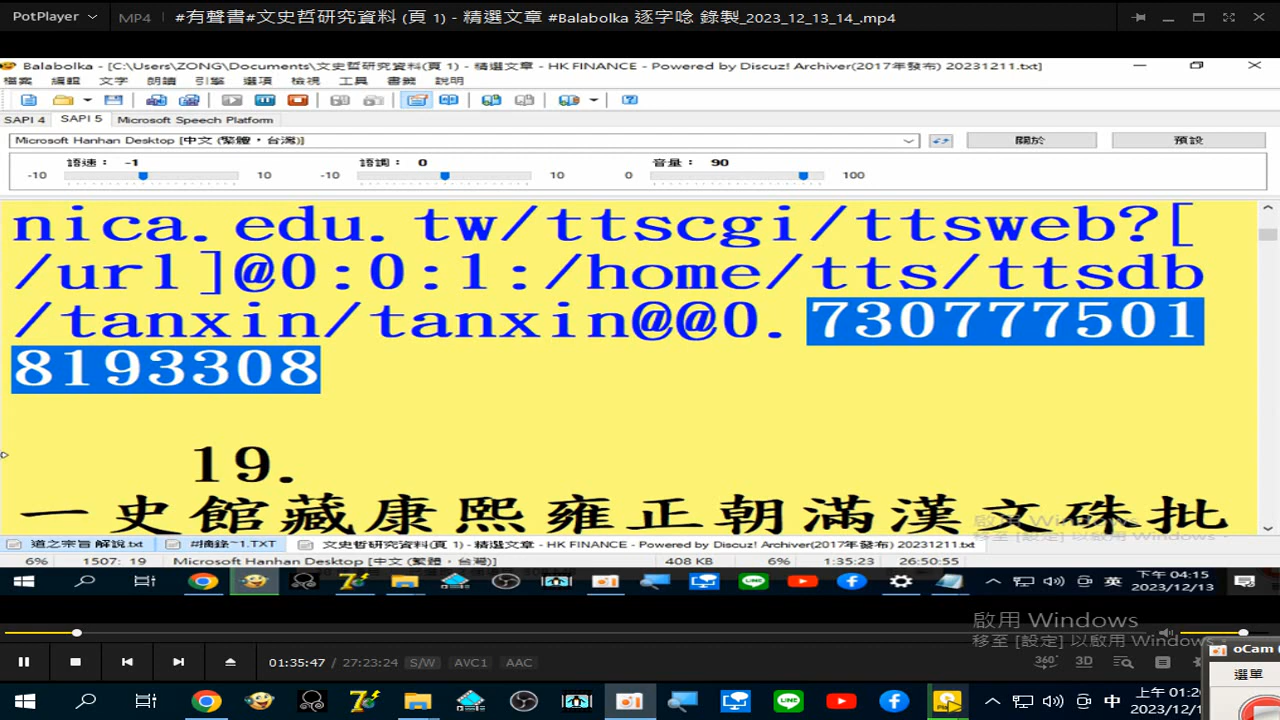 PotPlayer MP4 #有聲書#文史哲研究資料 (頁 1) - 精選文章 #Balabolka 逐字唸 錄製_2023_12_13_14_.mp4
Balabolka - [C:\Users\ZONG\Documents\文史哲研究資料(頁 1) - 精選文章 - HK FINANCE - Powered by Discuz! Archiver(2017年發布) 20231211.txt]
檔案 編輯 文字 朗讀 引擎 選項 檢視 工具 書籤 說明
SAPI 4 SAPI 5 Microsoft Speech Platform
Microsoft Hanhan Desktop [中文 (繁體，台灣)] 關於 預設
語速： -1 語調： 0 音量： 90
-10 10 -10 10 0 100
nica.edu.tw/ttscgi/ttsweb?[
/url]@0:0:1:/home/tts/ttsdb
/tanxin/tanxin@@0.730777501
8193308
19.
一史館藏康熙雍正朝滿漢文硃批
啟用 Windows
移至 [設定] 以啟用 Windows。
道之宗旨 解說.txt #摘錄~1.TXT 文史哲研究資料(頁 1) - 精選文章 - HK FINANCE - Powered by Discuz! Archiver(2017年發布) 20231211.txt
6% 1507: 19 Microsoft Hanhan Desktop [中文 (繁體，台灣)] 408 KB 6% 1:35:23 26:50:55
英 下午 04:15
2023/12/13
啟用 Windows
移至 [設定] 以啟用 Windows。
01:35:47 / 27:23:24 S/W AVC1 AAC 360° 3D
oCam
選單
中 上午 01:2
2023/12/1